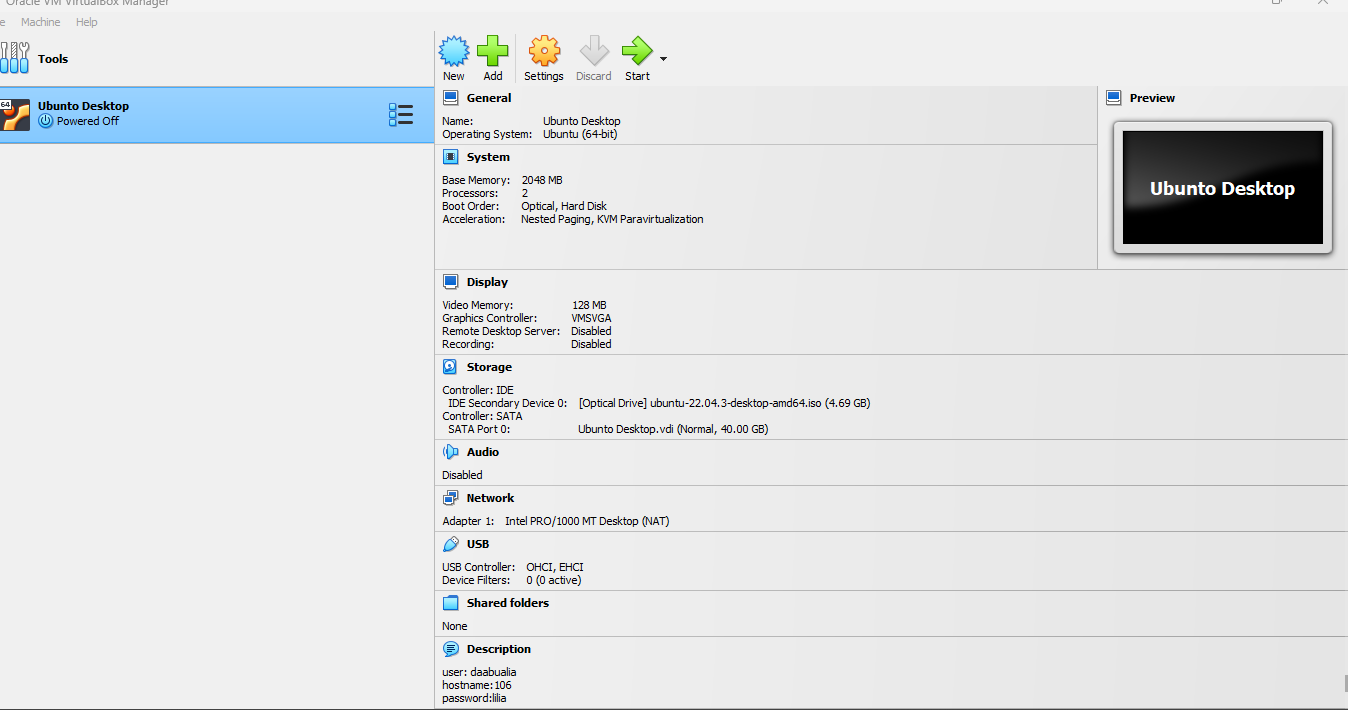 Oracle VM VirtualBox Manager
e Machine Help
Tools
New Add Settings Discard Start
64
Ubunto Desktop
Powered Off
General
Name: Ubunto Desktop
Operating System: Ubuntu (64-bit)
Preview
Ubunto Desktop
System
Base Memory: 2048 MB
Processors: 2
Boot Order: Optical, Hard Disk
Acceleration: Nested Paging, KVM Paravirtualization
Display
Video Memory: 128 MB
Graphics Controller: VMSVGA
Remote Desktop Server: Disabled
Recording: Disabled
Storage
Controller: IDE
IDE Secondary Device 0: [Optical Drive] ubuntu-22.04.3-desktop-amd64.iso (4.69 GB)
Controller: SATA
SATA Port 0: Ubunto Desktop.vdi (Normal, 40.00 GB)
Audio
Disabled
Network
Adapter 1: Intel PRO/1000 MT Desktop (NAT)
USB
USB Controller: OHCI, EHCI
Device Filters: 0 (0 active)
Shared folders
None
Description
user: daabualia
hostname:106
password:lilia